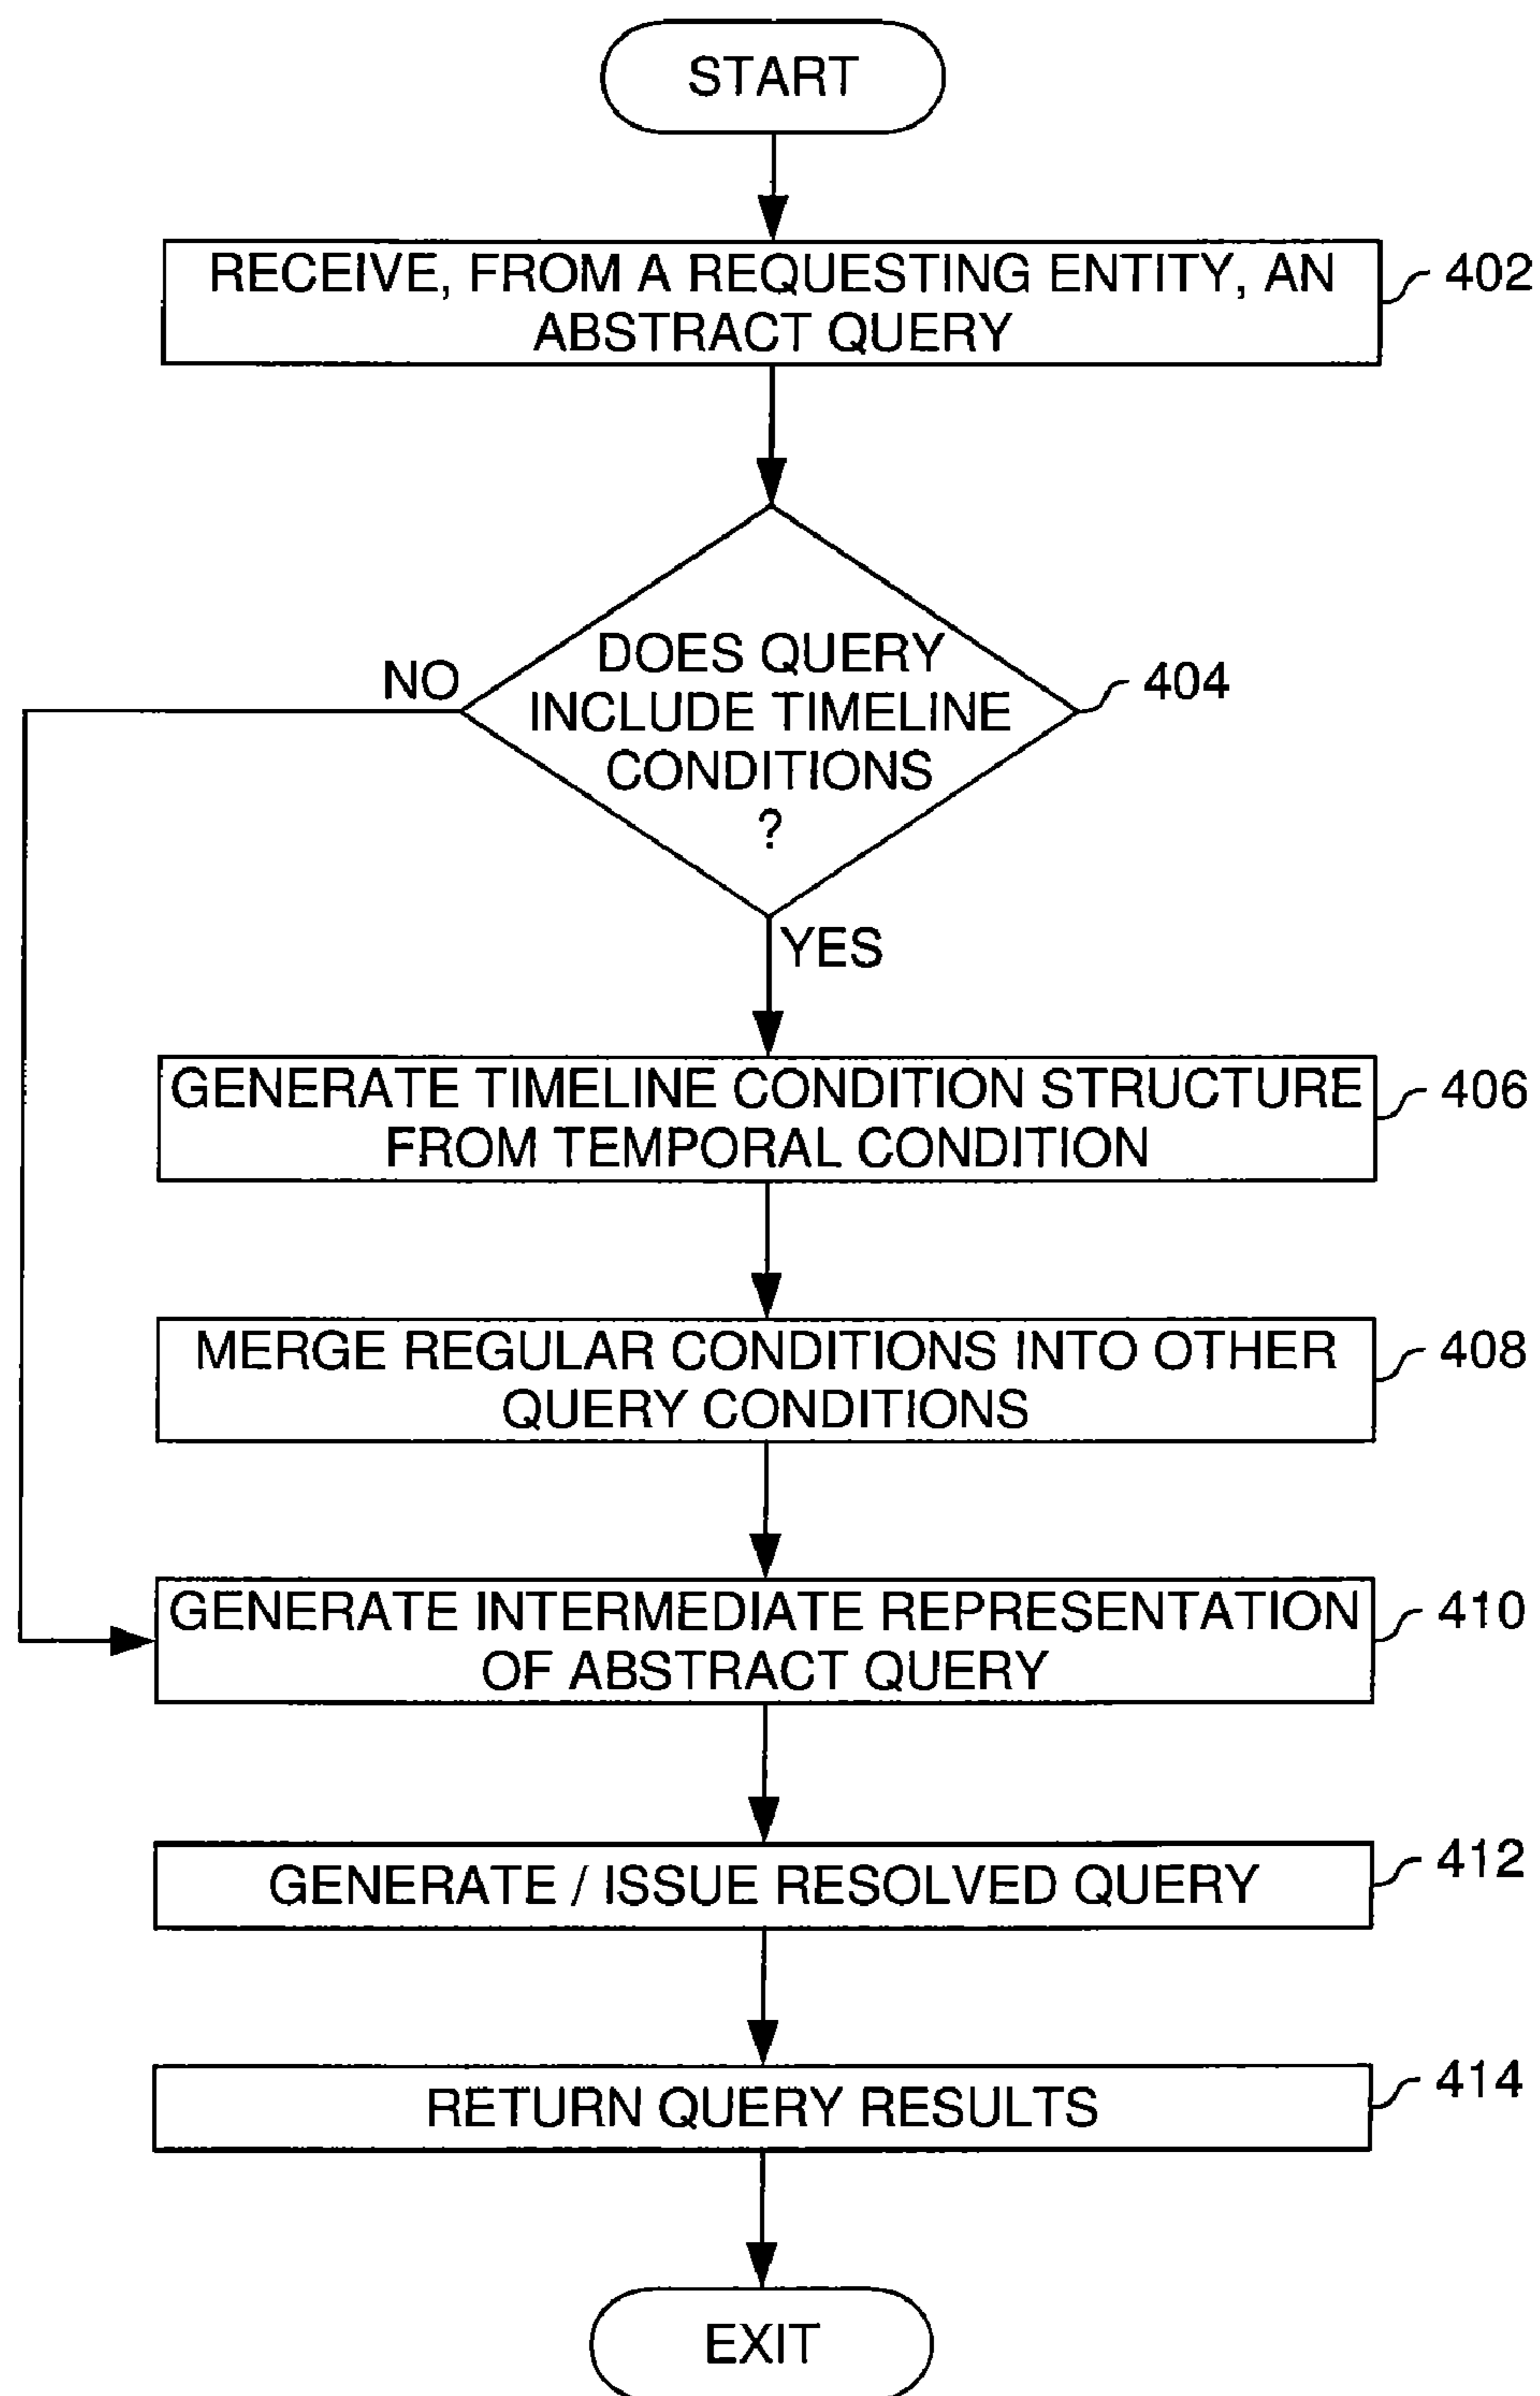 START
RECEIVE, FROM A REQUESTING ENTITY, AN
ABSTRACT QUERY
402
DOES QUERY
INCLUDE TIMELINE
CONDITIONS
?
404
NO
YES
GENERATE TIMELINE CONDITION STRUCTURE
FROM TEMPORAL CONDITION
406
MERGE REGULAR CONDITIONS INTO OTHER
QUERY CONDITIONS
408
GENERATE INTERMEDIATE REPRESENTATION
OF ABSTRACT QUERY
410
GENERATE / ISSUE RESOLVED QUERY
412
RETURN QUERY RESULTS
414
EXIT